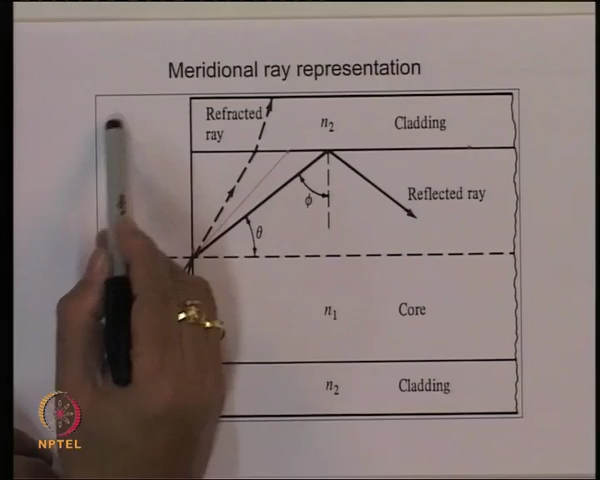 Meridional ray representation
Refracted ray
n₂ Cladding
Reflected ray
ϕ
θ
n₁ Core
n₂ Cladding
NPTEL